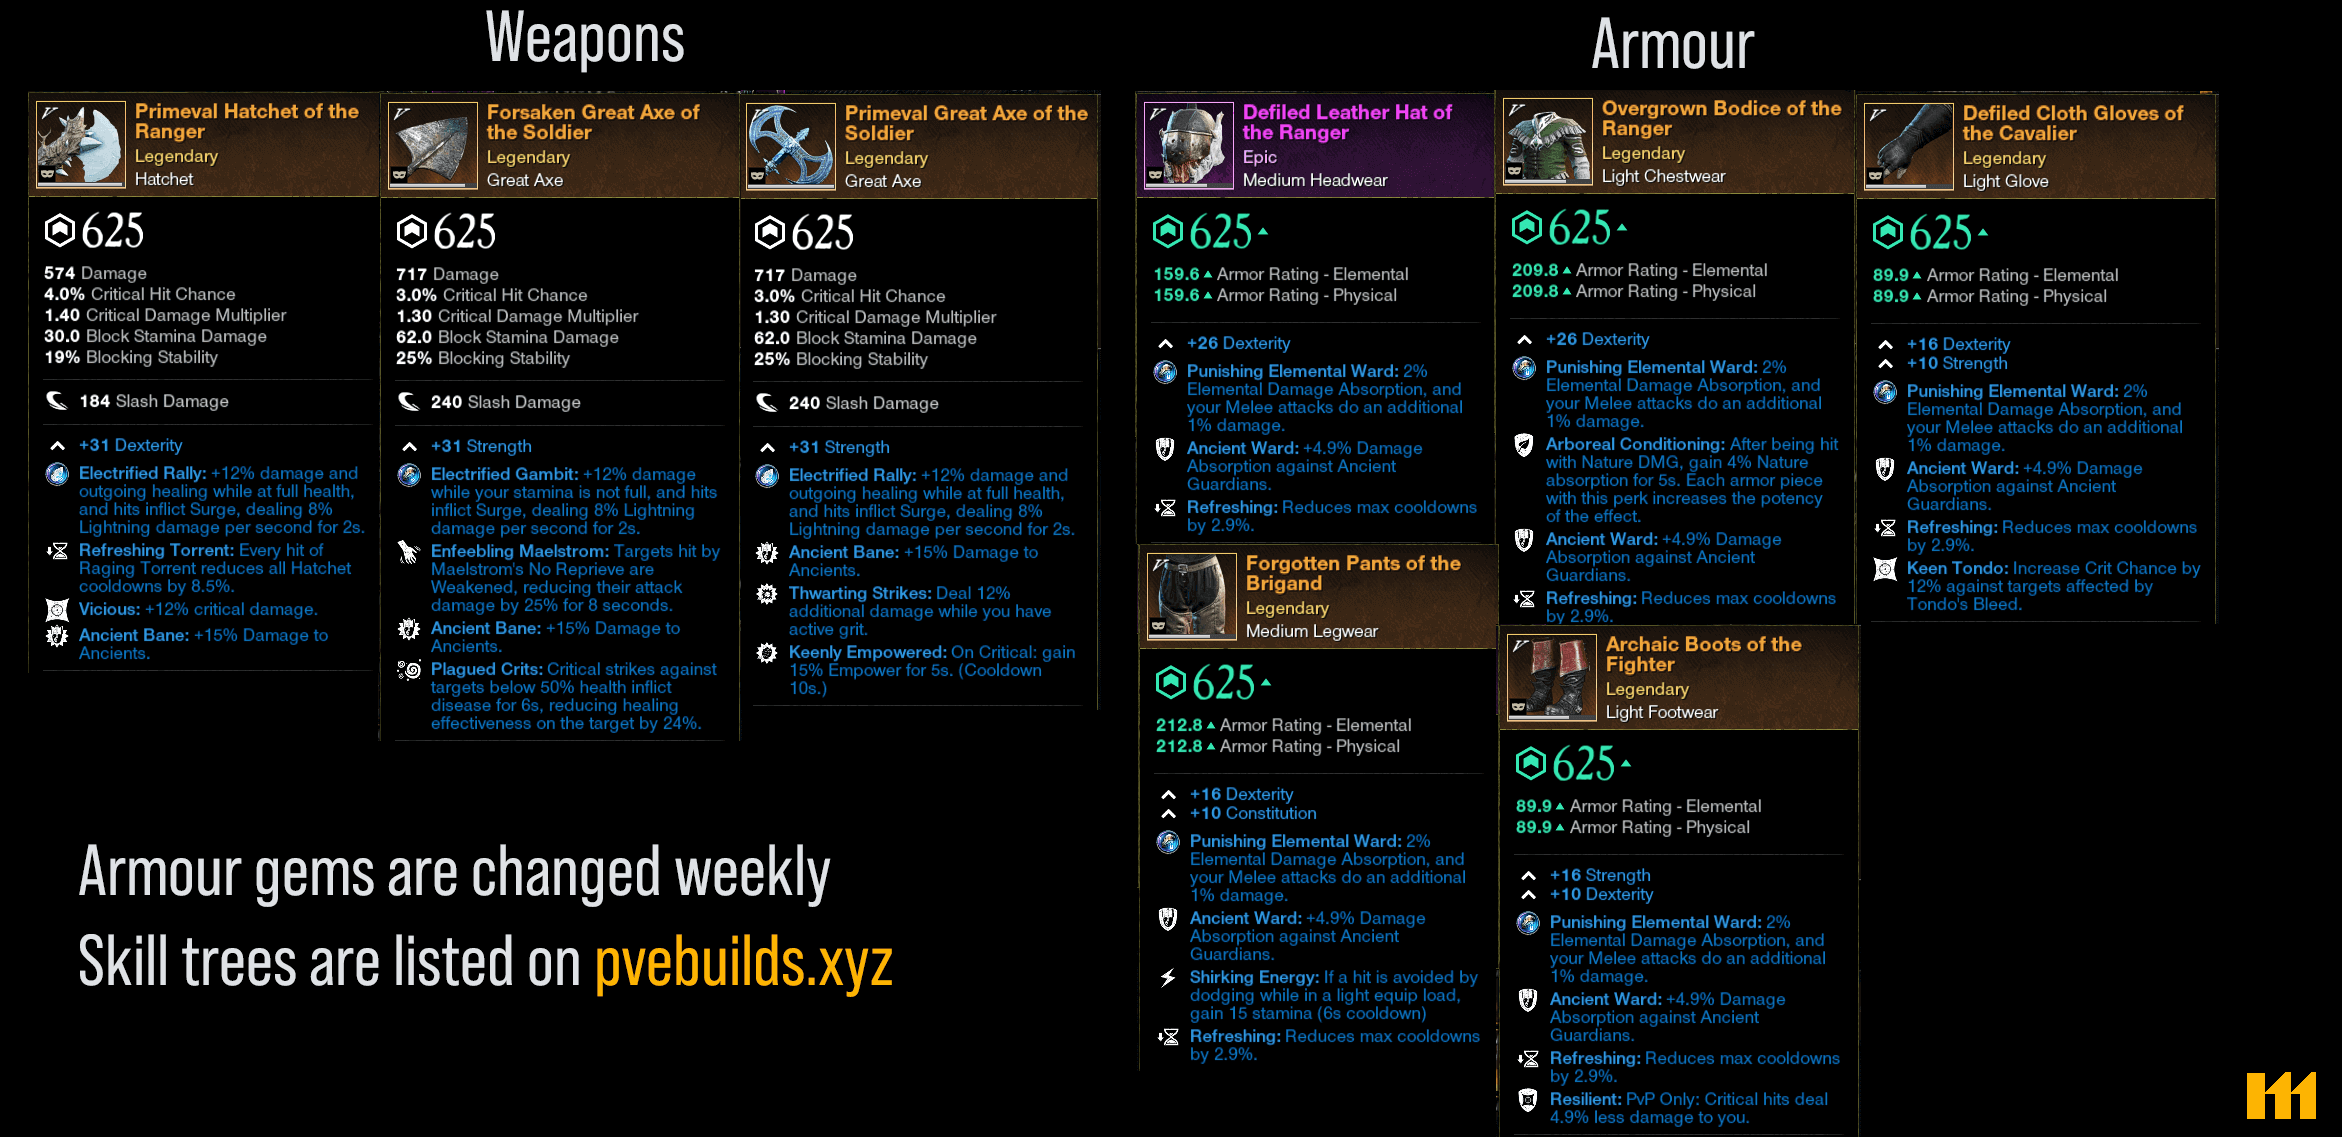 Weapons
Primeval Hatchet of the
Ranger
Legendary
Hatchet
625
574 Damage
4.0% Critical Hit Chance
1.40 Critical Damage Multiplier
30.0 Block Stamina Damage
19% Blocking Stability
184 Slash Damage
+31 Dexterity
Electrified Rally: +12% damage and
outgoing healing while at full health,
and hits inflict Surge, dealing 8%
Lightning damage per second for 2s.
Refreshing Torrent: Every hit of
Raging Torrent reduces all Hatchet
cooldowns by 8.5%.
Vicious: +12% critical damage.
Ancient Bane: +15% Damage to
Ancients.
Forsaken Great Axe of
the Soldier
Legendary
Great Axe
625
717 Damage
3.0% Critical Hit Chance
1.30 Critical Damage Multiplier
62.0 Block Stamina Damage
25% Blocking Stability
240 Slash Damage
+31 Strength
Electrified Gambit: +12% damage
while your stamina is not full, and hits
inflict Surge, dealing 8% Lightning
damage per second for 2s.
Enfeebling Maelstrom: Targets hit by
Maelstrom's No Reprieve are
Weakened, reducing their attack
damage by 25% for 8 seconds.
Ancient Bane: +15% Damage to
Ancients.
Plagued Crits: Critical strikes against
targets below 50% health inflict
disease for 6s, reducing healing
effectiveness on the target by 24%.
Primeval Great Axe of the
Soldier
Legendary
Great Axe
625
717 Damage
3.0% Critical Hit Chance
1.30 Critical Damage Multiplier
62.0 Block Stamina Damage
25% Blocking Stability
240 Slash Damage
+31 Strength
Electrified Rally: +12% damage and
outgoing healing while at full health,
and hits inflict Surge, dealing 8%
Lightning damage per second for 2s.
Ancient Bane: +15% Damage to
Ancients.
Thwarting Strikes: Deal 12%
additional damage while you have
active grit.
Keenly Empowered: On Critical: gain
15% Empower for 5s. (Cooldown
10s.)
Armour gems are changed weekly
Skill trees are listed on pvebuilds.xyz
Armour
Defiled Leather Hat of
the Ranger
Epic
Medium Headwear
625
159.6 Armor Rating - Elemental
159.6 Armor Rating - Physical
+26 Dexterity
Punishing Elemental Ward: 2%
Elemental Damage Absorption, and
your Melee attacks do an additional
1% damage.
Ancient Ward: +4.9% Damage
Absorption against Ancient
Guardians.
Refreshing: Reduces max cooldowns
by 2.9%.
Overgrown Bodice of the
Ranger
Legendary
Light Chestwear
625
209.8 Armor Rating - Elemental
209.8 Armor Rating - Physical
+26 Dexterity
Punishing Elemental Ward: 2%
Elemental Damage Absorption, and
your Melee attacks do an additional
1% damage.
Arboreal Conditioning: After being hit
with Nature DMG, gain 4% Nature
absorption for 5s. Each armor piece
with this perk increases the potency
of the effect.
Ancient Ward: +4.9% Damage
Absorption against Ancient
Guardians.
Refreshing: Reduces max cooldowns
by 2.9%.
Defiled Cloth Gloves of
the Cavalier
Legendary
Light Glove
625
89.9 Armor Rating - Elemental
89.9 Armor Rating - Physical
+16 Dexterity
+10 Strength
Punishing Elemental Ward: 2%
Elemental Damage Absorption, and
your Melee attacks do an additional
1% damage.
Ancient Ward: +4.9% Damage
Absorption against Ancient
Guardians.
Refreshing: Reduces max cooldowns
by 2.9%.
Keen Tondo: Increase Crit Chance by
12% against targets affected by
Tondo's Bleed.
Forgotten Pants of the
Brigand
Legendary
Medium Legwear
625
212.8 Armor Rating - Elemental
212.8 Armor Rating - Physical
+16 Dexterity
+10 Constitution
Punishing Elemental Ward: 2%
Elemental Damage Absorption, and
your Melee attacks do an additional
1% damage.
Ancient Ward: +4.9% Damage
Absorption against Ancient
Guardians.
Shirking Energy: If a hit is avoided by
dodging while in a light equip load,
gain 15 stamina (6s cooldown)
Refreshing: Reduces max cooldowns
by 2.9%.
Archaic Boots of the
Fighter
Legendary
Light Footwear
625
89.9 Armor Rating - Elemental
89.9 Armor Rating - Physical
+16 Strength
+10 Dexterity
Punishing Elemental Ward: 2%
Elemental Damage Absorption, and
your Melee attacks do an additional
1% damage.
Ancient Ward: +4.9% Damage
Absorption against Ancient
Guardians.
Refreshing: Reduces max cooldowns
by 2.9%.
Resilient: PvP Only: Critical hits deal
4.9% less damage to you.